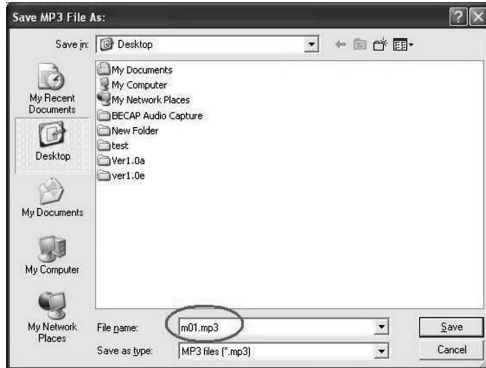 Save MP3 File As:
Save in:
Desktop
My Recent
Documents
Desktop
My Documents
My Computer
My Network
Places
My Documents
My Computer
My Network Places
BECAP Audio Capture
New Folder
test
Ver1.0a
ver1.0e
File name:
m01.mp3
Save
Save as type:
MP3 files (*.mp3)
Cancel